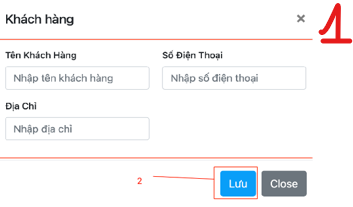 Khách hàng × 1
Tên Khách Hàng Số Điện Thoại
Nhập tên khách hàng Nhập số điện thoại
Địa Chỉ
Nhập địa chỉ
2 Lưu Close